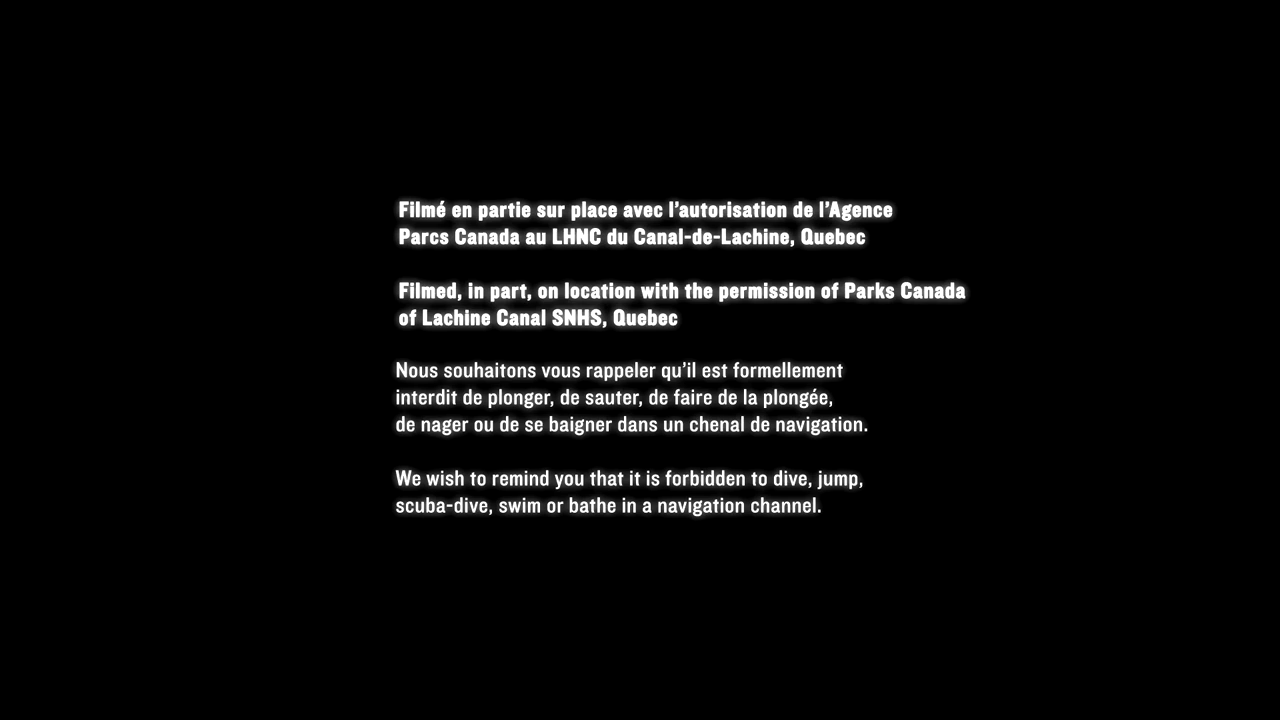 Filmé en partie sur place avec l’autorisation de l’Agence
Parcs Canada au LHNC du Canal-de-Lachine, Quebec
Filmed, in part, on location with the permission of Parks Canada
of Lachine Canal SNHS, Quebec
Nous souhaitons vous rappeler qu’il est formellement
interdit de plonger, de sauter, de faire de la plongée,
de nager ou de se baigner dans un chenal de navigation.
We wish to remind you that it is forbidden to dive, jump,
scuba-dive, swim or bathe in a navigation channel.